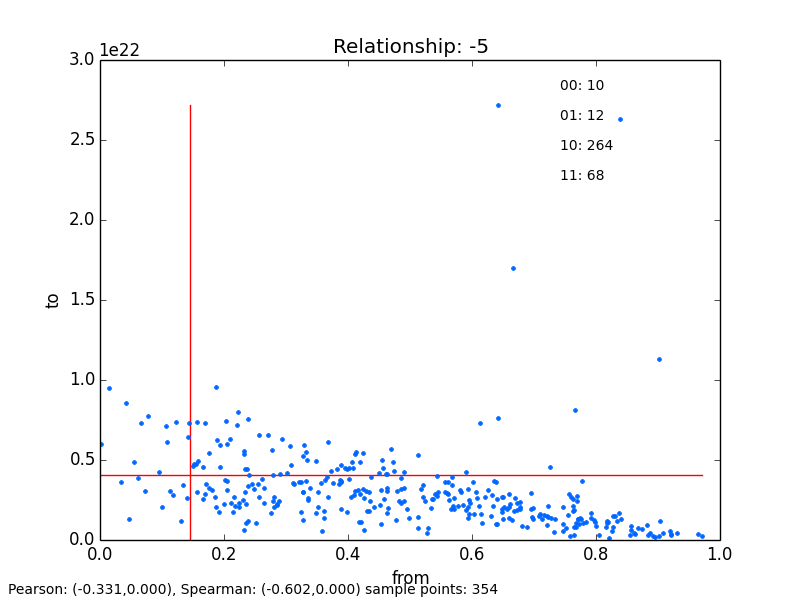 Relationship: -5
1e22
3.0
2.5
2.0
1.5
1.0
0.5
0.0
to
00: 10
01: 12
10: 264
11: 68
0.0 0.2 0.4 0.6 0.8 1.0
from
Pearson: (-0.331,0.000), Spearman: (-0.602,0.000) sample points: 354